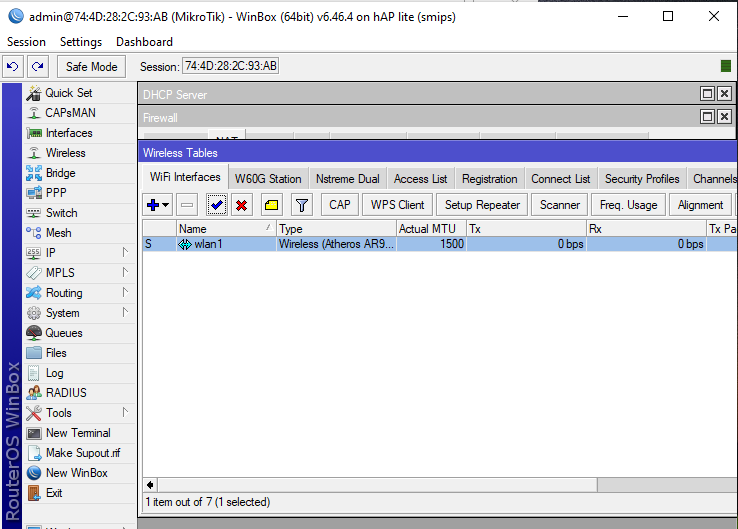 admin@74:4D:28:2C:93:AB (MikroTik) - WinBox (64bit) v6.46.4 on hAP lite (smips)
Session Settings Dashboard
Safe Mode Session: 74:4D:28:2C:93:AB
Quick Set
CAPsMAN
Interfaces
Wireless
Bridge
PPP
Switch
Mesh
IP
MPLS
Routing
System
Queues
Files
Log
RADIUS
Tools
New Terminal
Make Supout.rif
New WinBox
Exit
RouterOS WinBox
DHCP Server
Firewall
NAT
Wireless Tables
WiFi Interfaces W60G Station Nstreme Dual Access List Registration Connect List Security Profiles Channels
CAP WPS Client Setup Repeater Scanner Freq. Usage Alignment
Name / Type Actual MTU Tx Rx Tx Pa
S wlan1 Wireless (Atheros AR9... 1500 0 bps 0 bps
1 item out of 7 (1 selected)